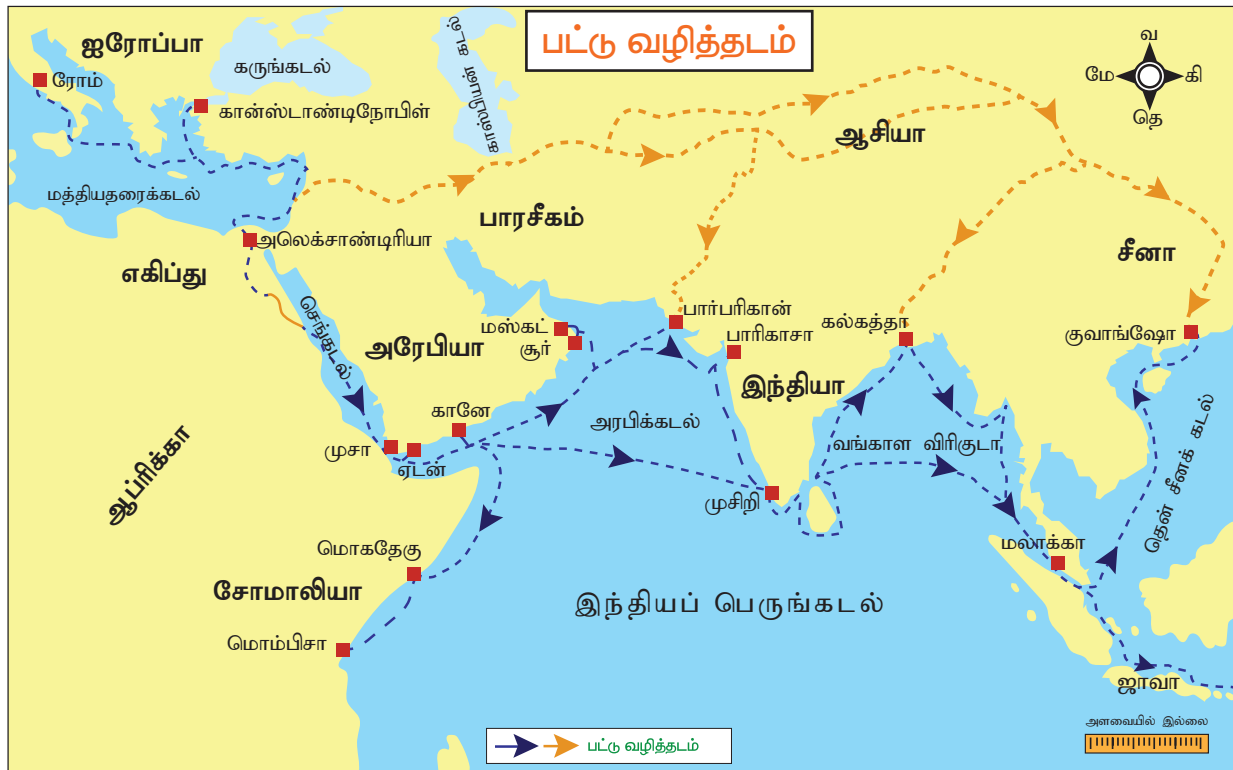 பட்டு வழித்தடம்
ஐரோப்பா
ரோம்
கருங்கடல்
காஸ்பியன் கடல்
கான்ஸ்டாண்டிநோபிள்
வ
மே
கி
தெ
ஆசியா
மத்தியதரைக்கடல்
பாரசீகம்
அலெக்சாண்டிரியா
எகிப்து
சீனா
செங்கடல்
அரேபியா
மஸ்கட்
சூர்
பார்பரிகான்
பாரிகாசா
கல்கத்தா
குவாங்ஷோ
இந்தியா
கானே
அரபிக்கடல்
வங்காள விரிகுடா
தென் சீனக் கடல்
முசா
ஏடன்
ஆப்ரிக்கா
முசிறி
மலாக்கா
மொகதேகு
சோமாலியா
இந்தியப் பெருங்கடல்
மொம்பிசா
ஜாவா
அளவையில் இல்லை
பட்டு வழித்தடம்